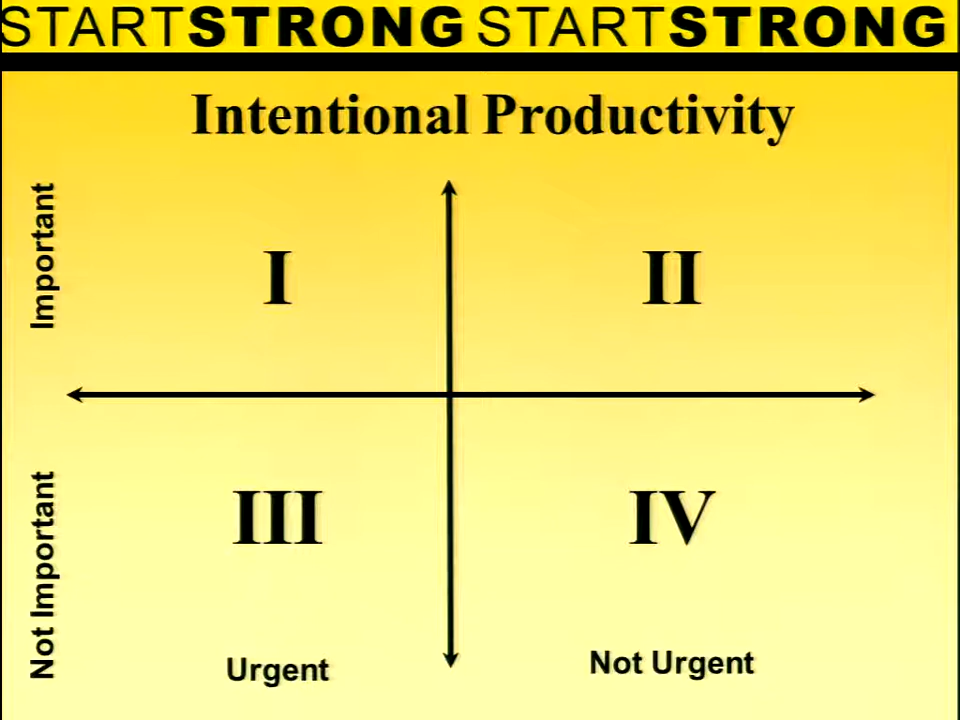 STARTSTRONG STARTSTRONG
Intentional Productivity
Important
I
II
Not Important
III
IV
Urgent
Not Urgent